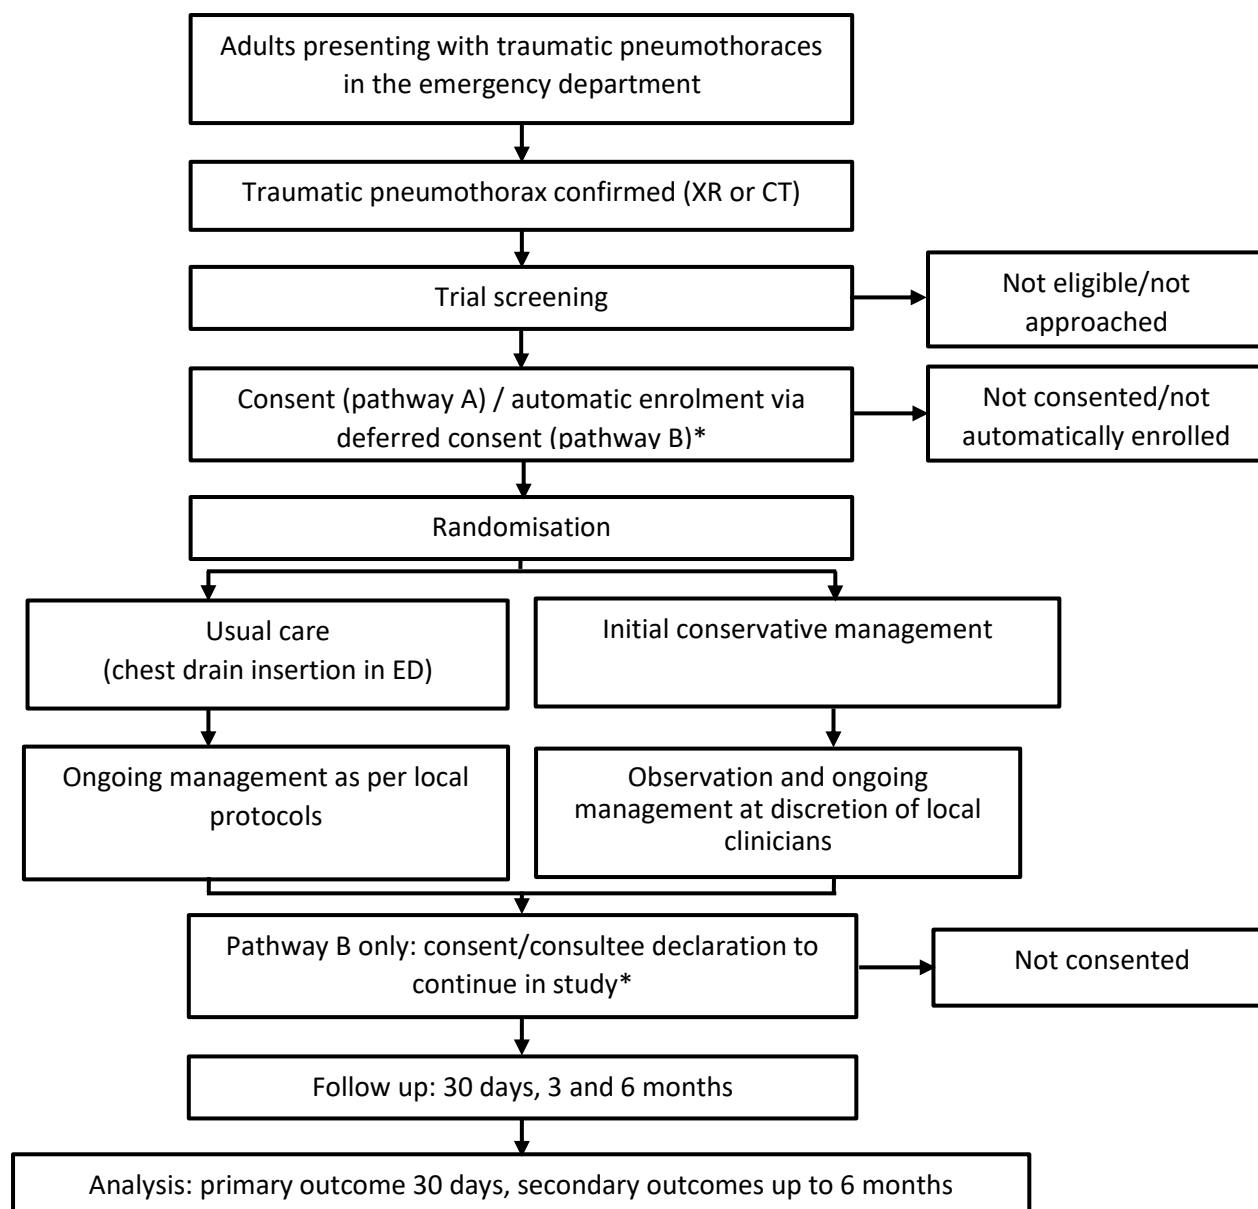 Adults presenting with traumatic pneumothoraces
in the emergency department
Traumatic pneumothorax confirmed (XR or CT)
Trial screening
Not eligible/not
approached
Consent (pathway A) / automatic enrolment via
deferred consent (pathway B)*
Not consented/not
automatically enrolled
Randomisation
Usual care
(chest drain insertion in ED)
Initial conservative management
Ongoing management as per local
protocols
Observation and ongoing
management at discretion of local
clinicians
Pathway B only: consent/consultee declaration to
continue in study*
Not consented
Follow up: 30 days, 3 and 6 months
Analysis: primary outcome 30 days, secondary outcomes up to 6 months